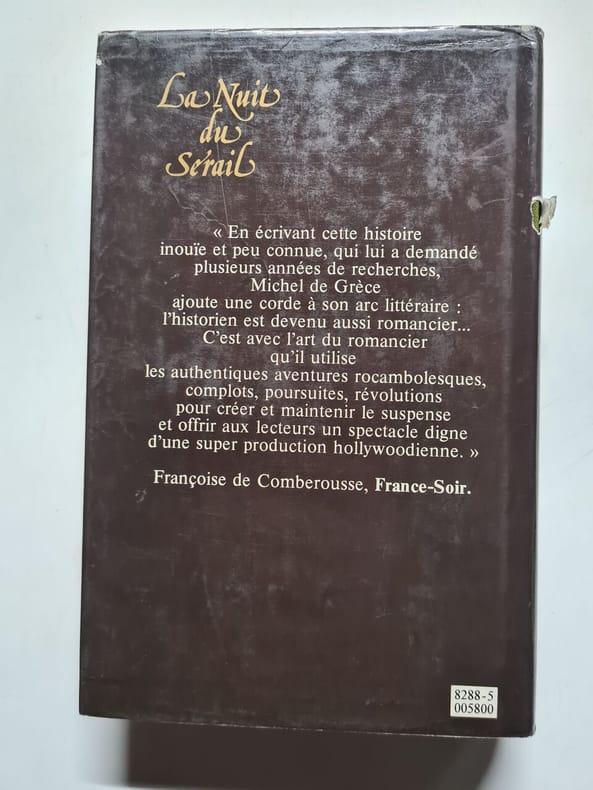 La Nuit
du
Sérail
« En écrivant cette histoire
inouïe et peu connue, qui lui a demandé
plusieurs années de recherches,
Michel de Grèce
ajoute une corde à son arc littéraire :
l'historien est devenu aussi romancier...
C'est avec l'art du romancier
qu'il utilise
les authentiques aventures rocambolesques,
complots, poursuites, révolutions
pour créer et maintenir le suspense
et offrir aux lecteurs un spectacle digne
d'une super production hollywoodienne. »
Françoise de Comberousse, France-Soir.
8288-5
005800